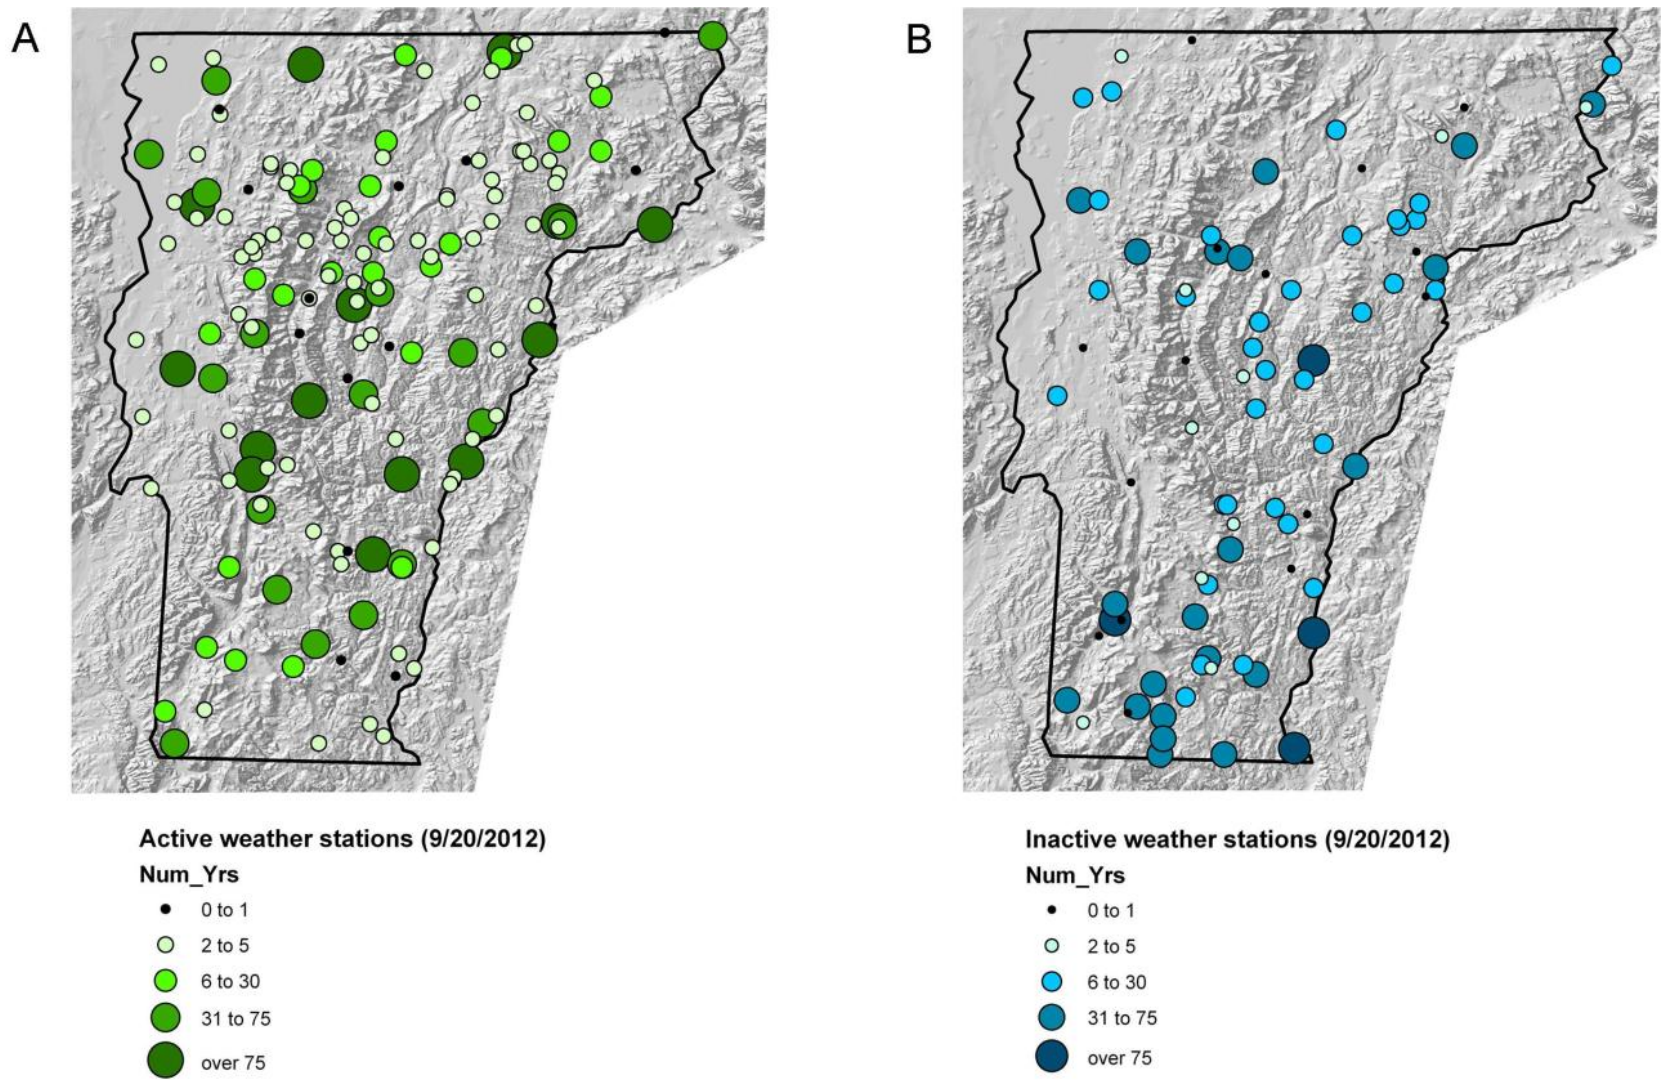 A
B
Active weather stations (9/20/2012)
Num_Yrs
0 to 1
2 to 5
6 to 30
31 to 75
over 75
Inactive weather stations (9/20/2012)
Num_Yrs
0 to 1
2 to 5
6 to 30
31 to 75
over 75